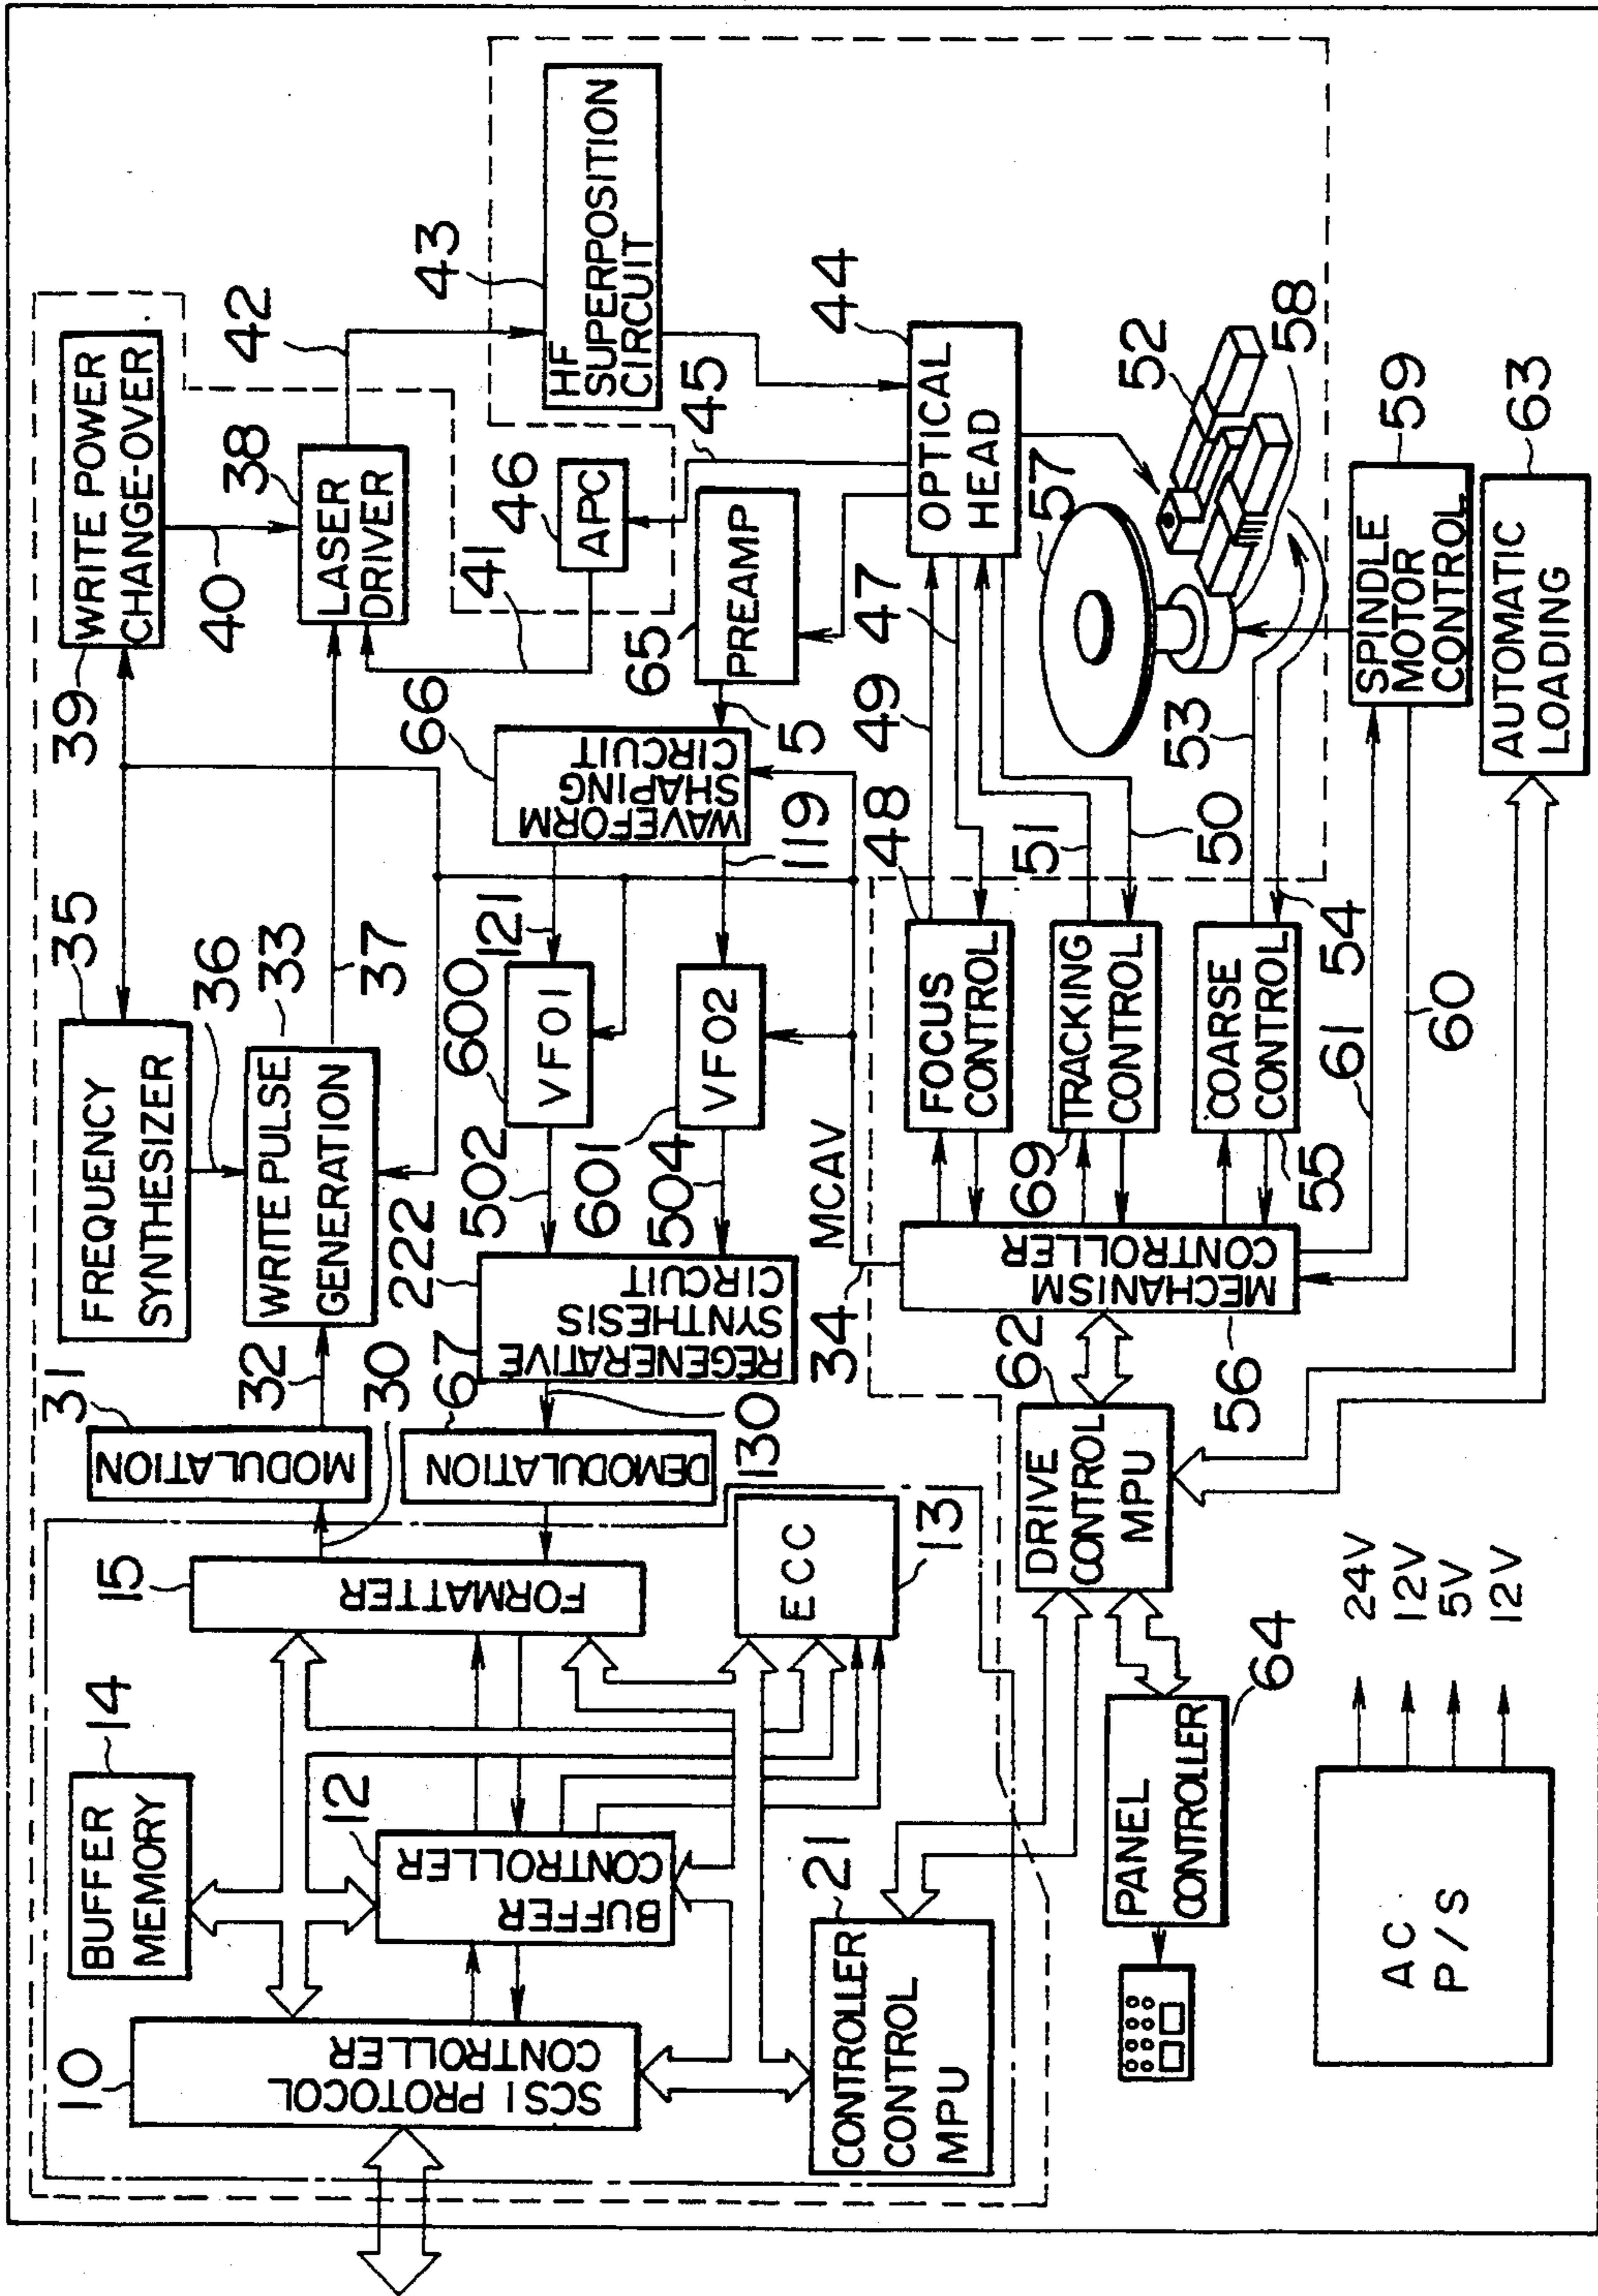 10
SCSI PROTOCOL
CONTROLLER
14
BUFFER
MEMORY
12
BUFFER
CONTROLLER
15
FORMATTER
ECC
13
21
CONTROLLER
CONTROL
MPU
31
MODULATION
32
30
67
DEMODULATION
130
35
FREQUENCY
SYNTHESIZER
36
33
WRITE PULSE
GENERATION
37
222
REGENERATIVE
SYNTHESIS
CIRCUIT
502
504
600
VFO1
601
VFO2
121
119
66
WAVEFORM
SHAPING
CIRCUIT
5
65
PREAMP
39
WRITE POWER
CHANGE-OVER
40
38
LASER
DRIVER
41
42
46
APC
45
43
HF
SUPERPOSITION
CIRCUIT
44
OPTICAL
HEAD
34
MCAV
62
DRIVE
CONTROL
MPU
56
MECHANISM
CONTROLLER
48
FOCUS
CONTROL
69
TRACKING
CONTROL
55
COARSE
CONTROL
49
47
51
50
53
54
57
52
58
61
60
59
SPINDLE
MOTOR
CONTROL
63
AUTOMATIC
LOADING
64
PANEL
CONTROLLER
AC
P/S
24V
12V
5V
12V